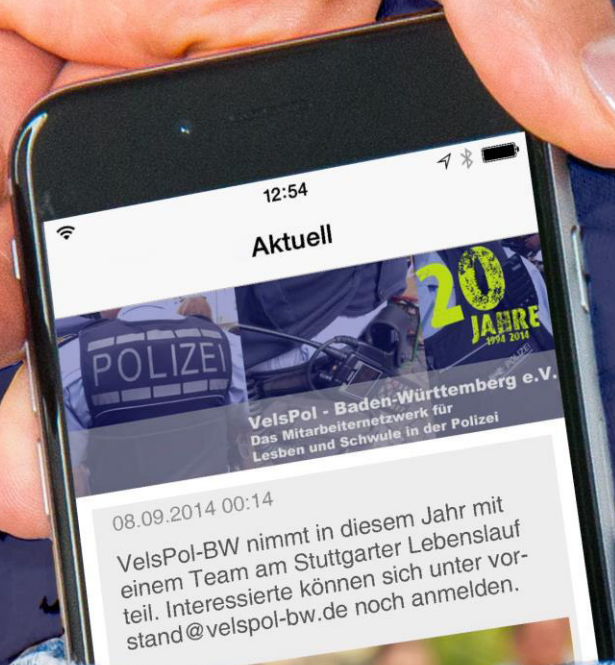 12:54
Aktuell
POLIZEI
20
JAHRE
1994 2014
POLIZEI
VelsPol - Baden-Württemberg e.V.
Das Mitarbeiternetzwerk für
Lesben und Schwule in der Polizei
08.09.2014 00:14
VelsPol-BW nimmt in diesem Jahr mit
einem Team am Stuttgarter Lebenslauf
teil. Interessierte können sich unter vor-
stand@velspol-bw.de noch anmelden.